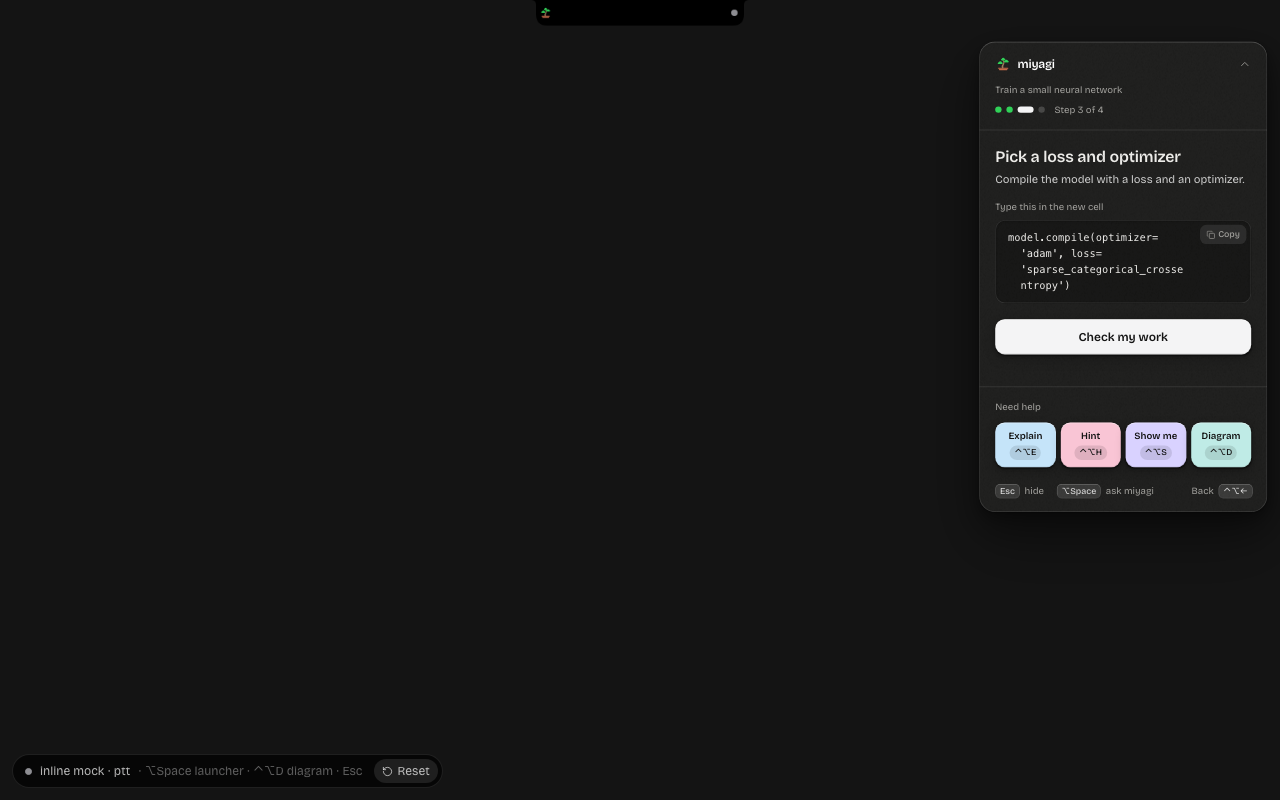 miyagi
Train a small neural network
Step 3 of 4
Pick a loss and optimizer
Compile the model with a loss and an optimizer.
Type this in the new cell
Copy
model.compile(optimizer=
'adam', loss=
'sparse_categorical_crosse
ntropy')
Check my work
Need help
Explain Hint Show me Diagram
⌃⌥E ⌃⌥H ⌃⌥S ⌃⌥D
Esc hide ⌥Space ask miyagi Back ⌃⌥←
inline mock · ptt · ⌥Space launcher · ⌃⌥D diagram · Esc Reset